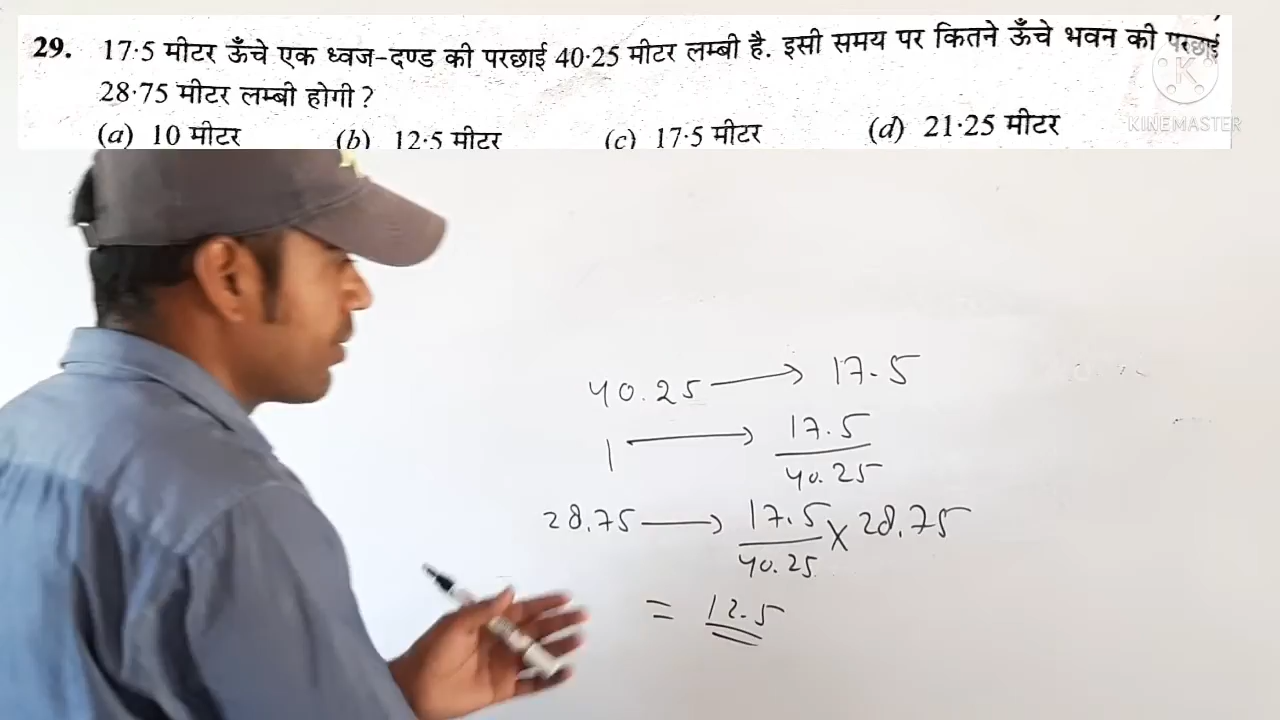 29. 17·5 मीटर ऊँचे एक ध्वज-दण्ड की परछाई 40·25 मीटर लम्बी है. इसी समय पर कितने ऊँचे भवन की परछाई
28·75 मीटर लम्बी होगी ?
(a) 10 मीटर (b) 12·5 मीटर (c) 17·5 मीटर (d) 21·25 मीटर
K
KINEMASTER
40.25 → 17.5
1 → 17.5/40.25
28.75 → 17.5/40.25 × 28.75
= 12.5